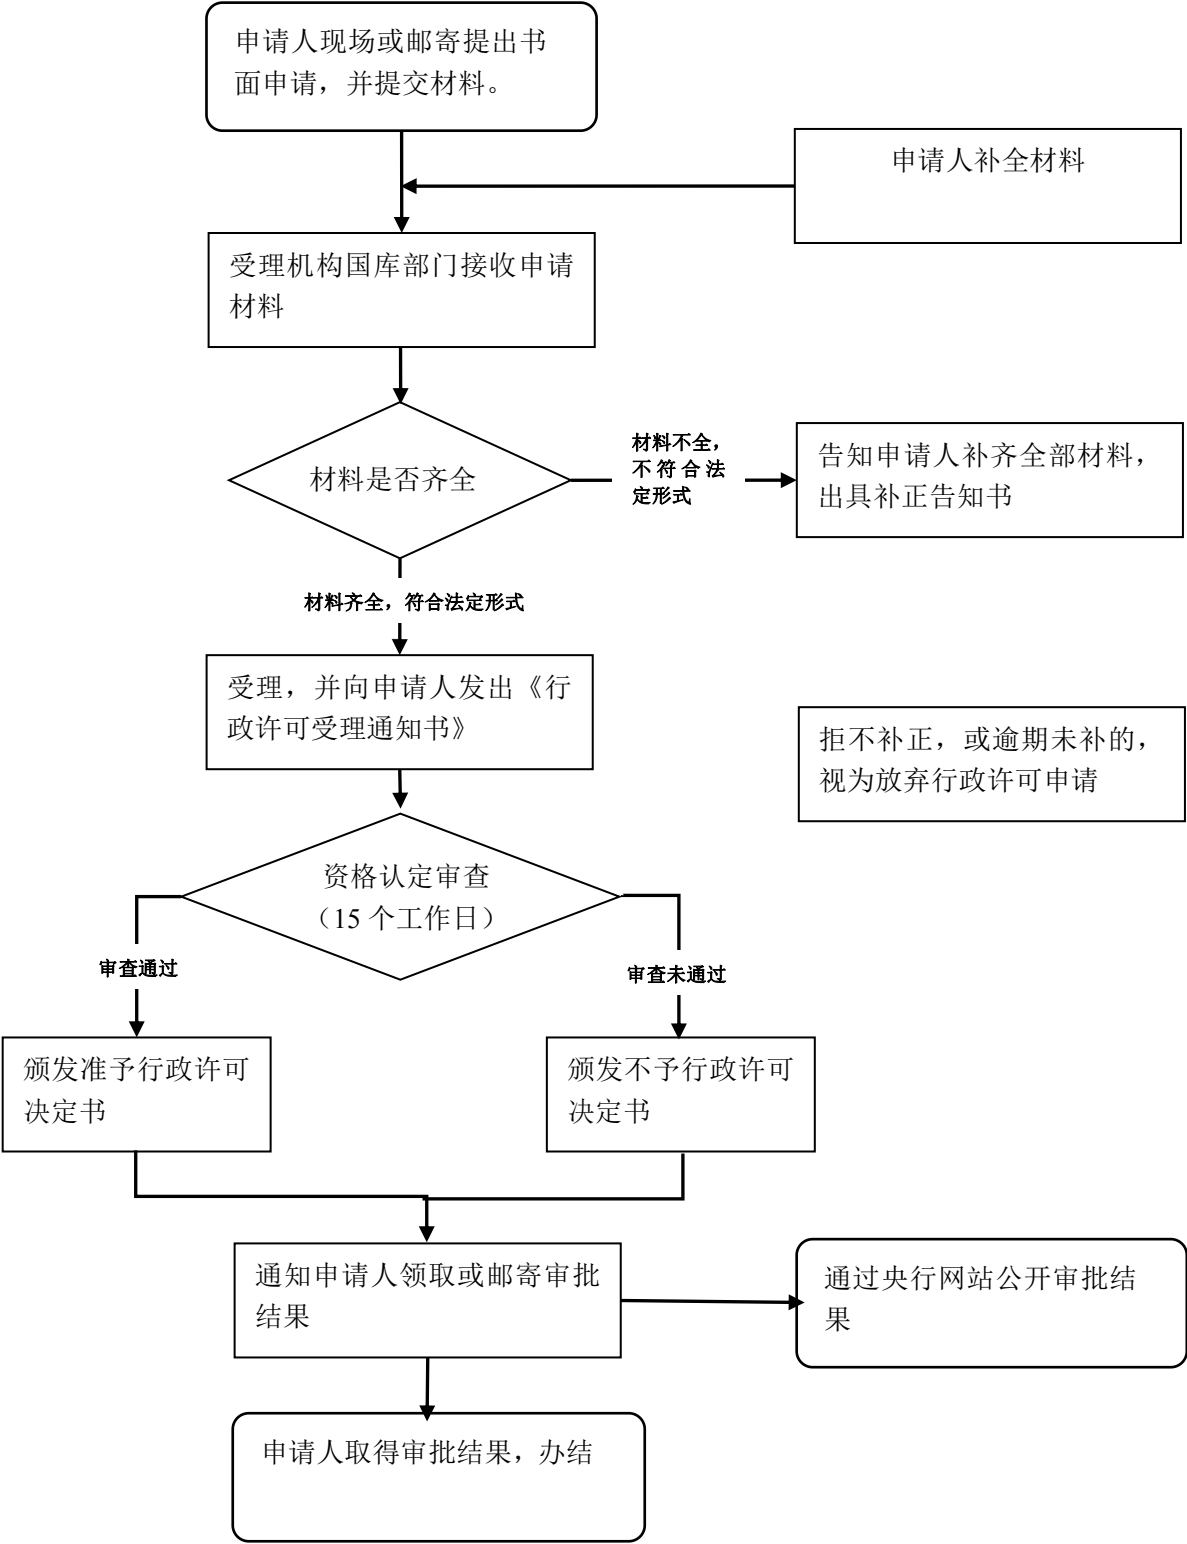 申请人现场或邮寄提出书
面申请，并提交材料。
申请人补全材料
受理机构国库部门接收申请
材料
材料是否齐全
材料不全，
不符合法
定形式
告知申请人补齐全部材料，
出具补正告知书
材料齐全，符合法定形式
受理，并向申请人发出《行
政许可受理通知书》
拒不补正，或逾期未补的，
视为放弃行政许可申请
资格认定审查
（15 个工作日）
审查通过
审查未通过
颁发准予行政许可
决定书
颁发不予行政许可
决定书
通知申请人领取或邮寄审批
结果
通过央行网站公开审批结
果
申请人取得审批结果，办结